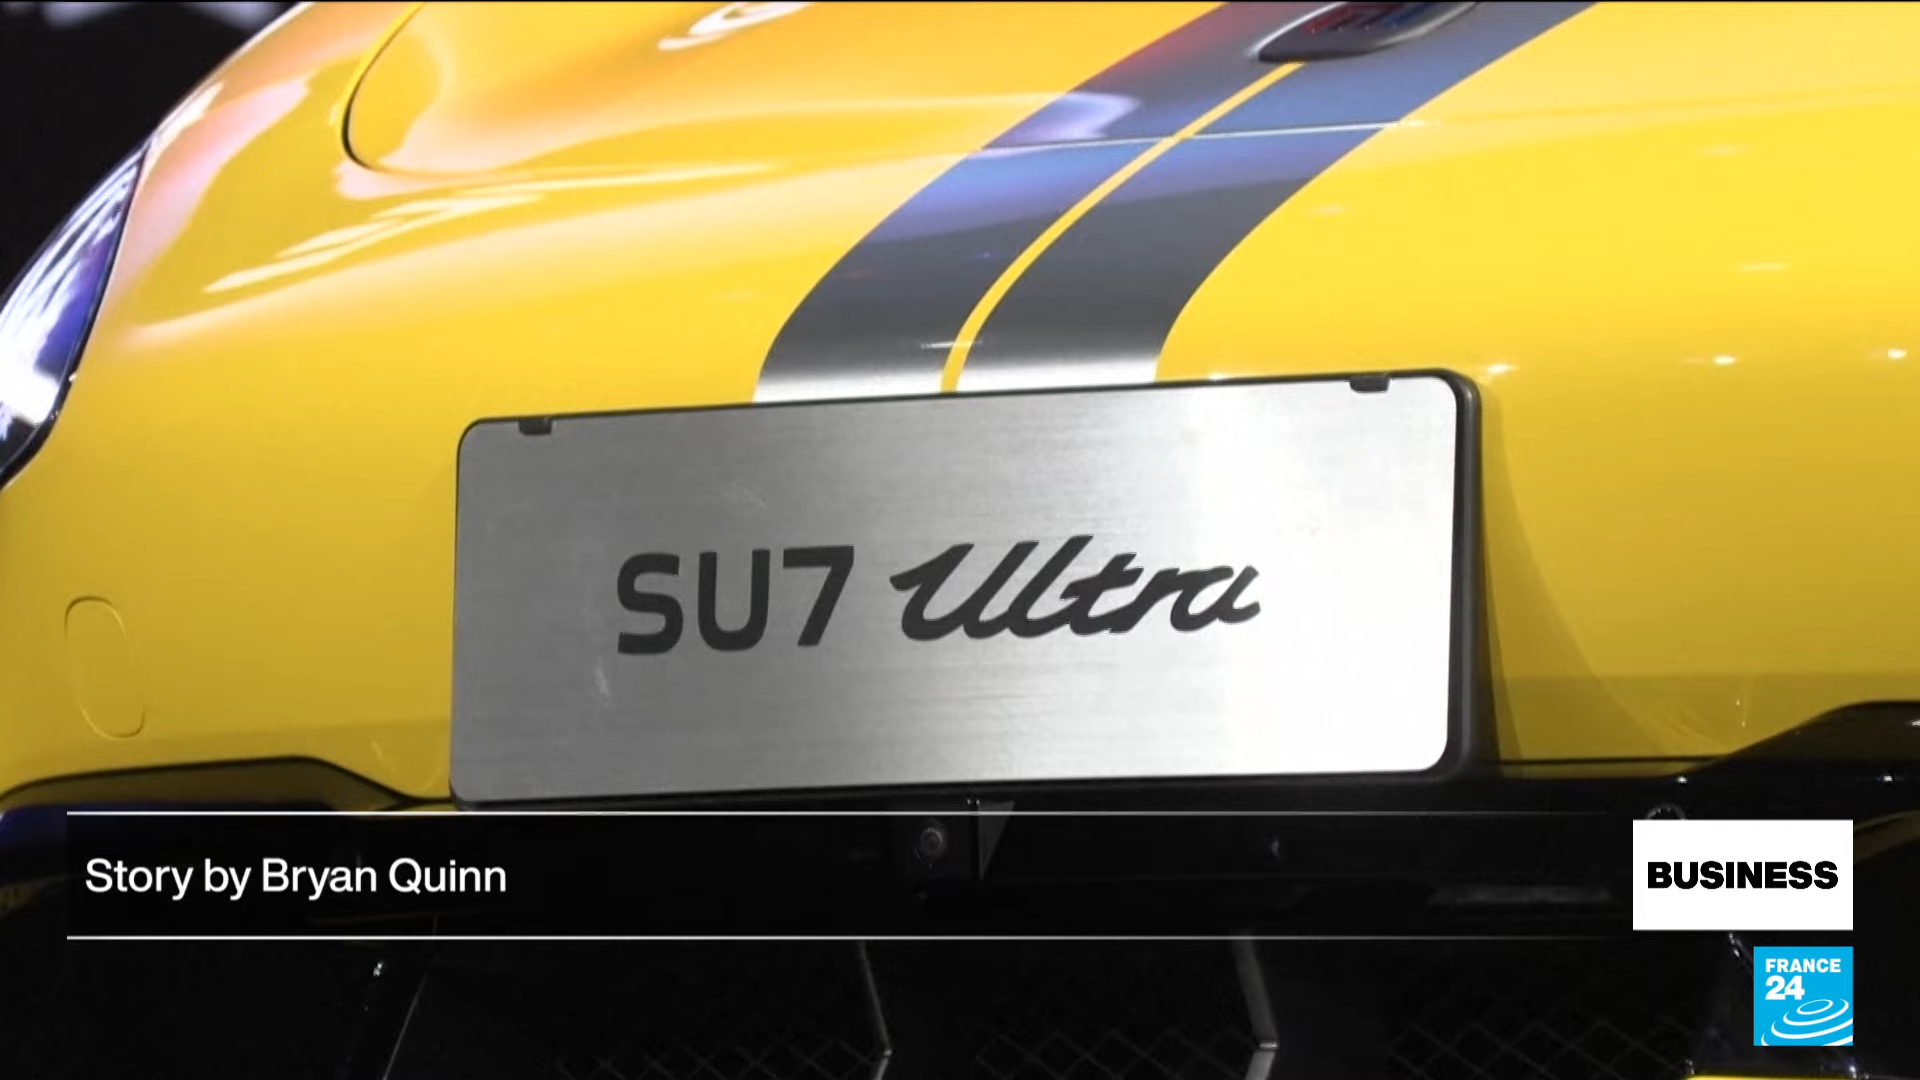 SU7 Ultra
Story by Bryan Quinn
BUSINESS
FRANCE
24